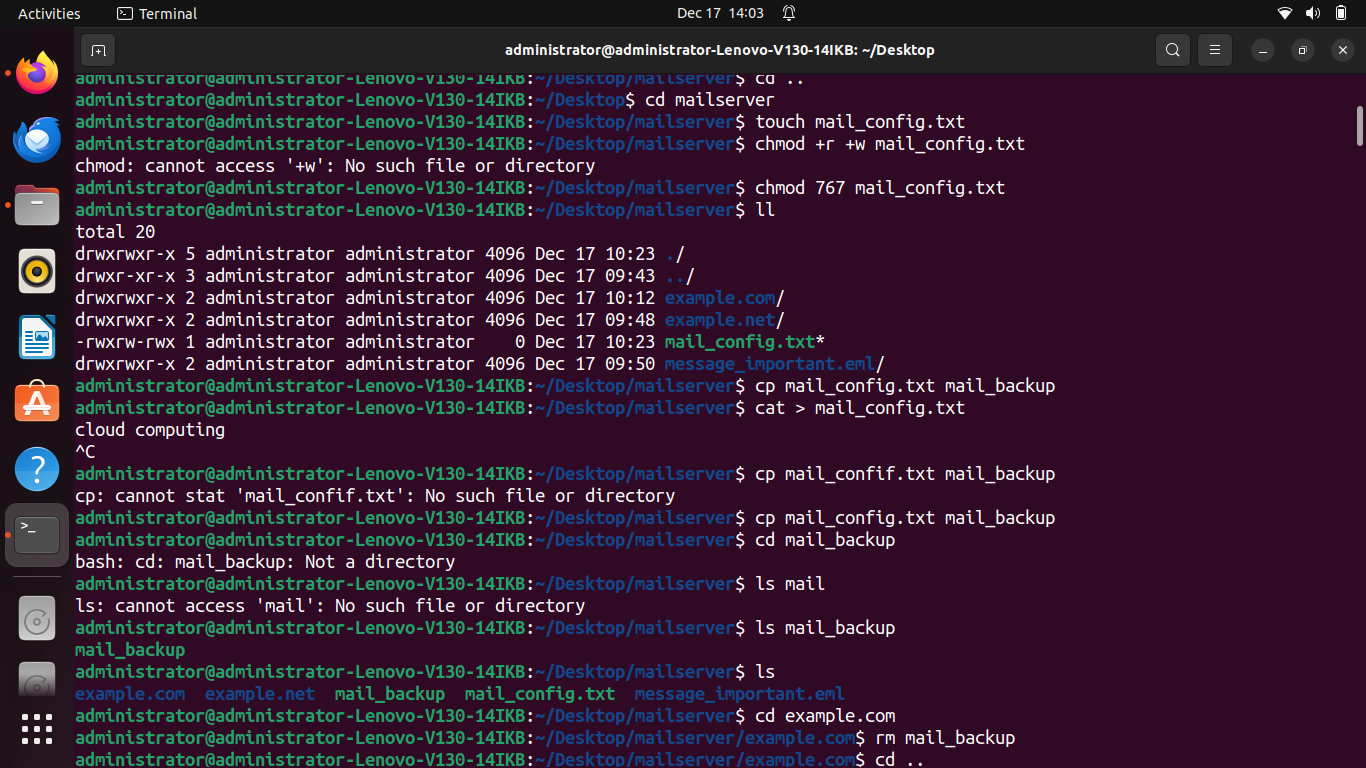 Activities
Terminal
Dec 17 14:03
administrator@administrator-Lenovo-V130-14IKB: ~/Desktop
administrator@administrator-Lenovo-V130-14IKB:~/Desktop/mailserver$ cd ..
administrator@administrator-Lenovo-V130-14IKB:~/Desktop$ cd mailserver
administrator@administrator-Lenovo-V130-14IKB:~/Desktop/mailserver$ touch mail_config.txt
administrator@administrator-Lenovo-V130-14IKB:~/Desktop/mailserver$ chmod +r +w mail_config.txt
chmod: cannot access '+w': No such file or directory
administrator@administrator-Lenovo-V130-14IKB:~/Desktop/mailserver$ chmod 767 mail_config.txt
administrator@administrator-Lenovo-V130-14IKB:~/Desktop/mailserver$ ll
total 20
drwxrwxr-x 5 administrator administrator 4096 Dec 17 10:23 ./
drwxr-xr-x 3 administrator administrator 4096 Dec 17 09:43 ../
drwxrwxr-x 2 administrator administrator 4096 Dec 17 10:12 example.com/
drwxrwxr-x 2 administrator administrator 4096 Dec 17 09:48 example.net/
-rwxrw-rwx 1 administrator administrator    0 Dec 17 10:23 mail_config.txt*
drwxrwxr-x 2 administrator administrator 4096 Dec 17 09:50 message_important.eml/
administrator@administrator-Lenovo-V130-14IKB:~/Desktop/mailserver$ cp mail_config.txt mail_backup
administrator@administrator-Lenovo-V130-14IKB:~/Desktop/mailserver$ cat > mail_config.txt
cloud computing
^C
administrator@administrator-Lenovo-V130-14IKB:~/Desktop/mailserver$ cp mail_confif.txt mail_backup
cp: cannot stat 'mail_confif.txt': No such file or directory
administrator@administrator-Lenovo-V130-14IKB:~/Desktop/mailserver$ cp mail_config.txt mail_backup
administrator@administrator-Lenovo-V130-14IKB:~/Desktop/mailserver$ cd mail_backup
bash: cd: mail_backup: Not a directory
administrator@administrator-Lenovo-V130-14IKB:~/Desktop/mailserver$ ls mail
ls: cannot access 'mail': No such file or directory
administrator@administrator-Lenovo-V130-14IKB:~/Desktop/mailserver$ ls mail_backup
mail_backup
administrator@administrator-Lenovo-V130-14IKB:~/Desktop/mailserver$ ls
example.com  example.net  mail_backup  mail_config.txt  message_important.eml
administrator@administrator-Lenovo-V130-14IKB:~/Desktop/mailserver$ cd example.com
administrator@administrator-Lenovo-V130-14IKB:~/Desktop/mailserver/example.com$ rm mail_backup
administrator@administrator-Lenovo-V130-14IKB:~/Desktop/mailserver/example.com$ cd ..